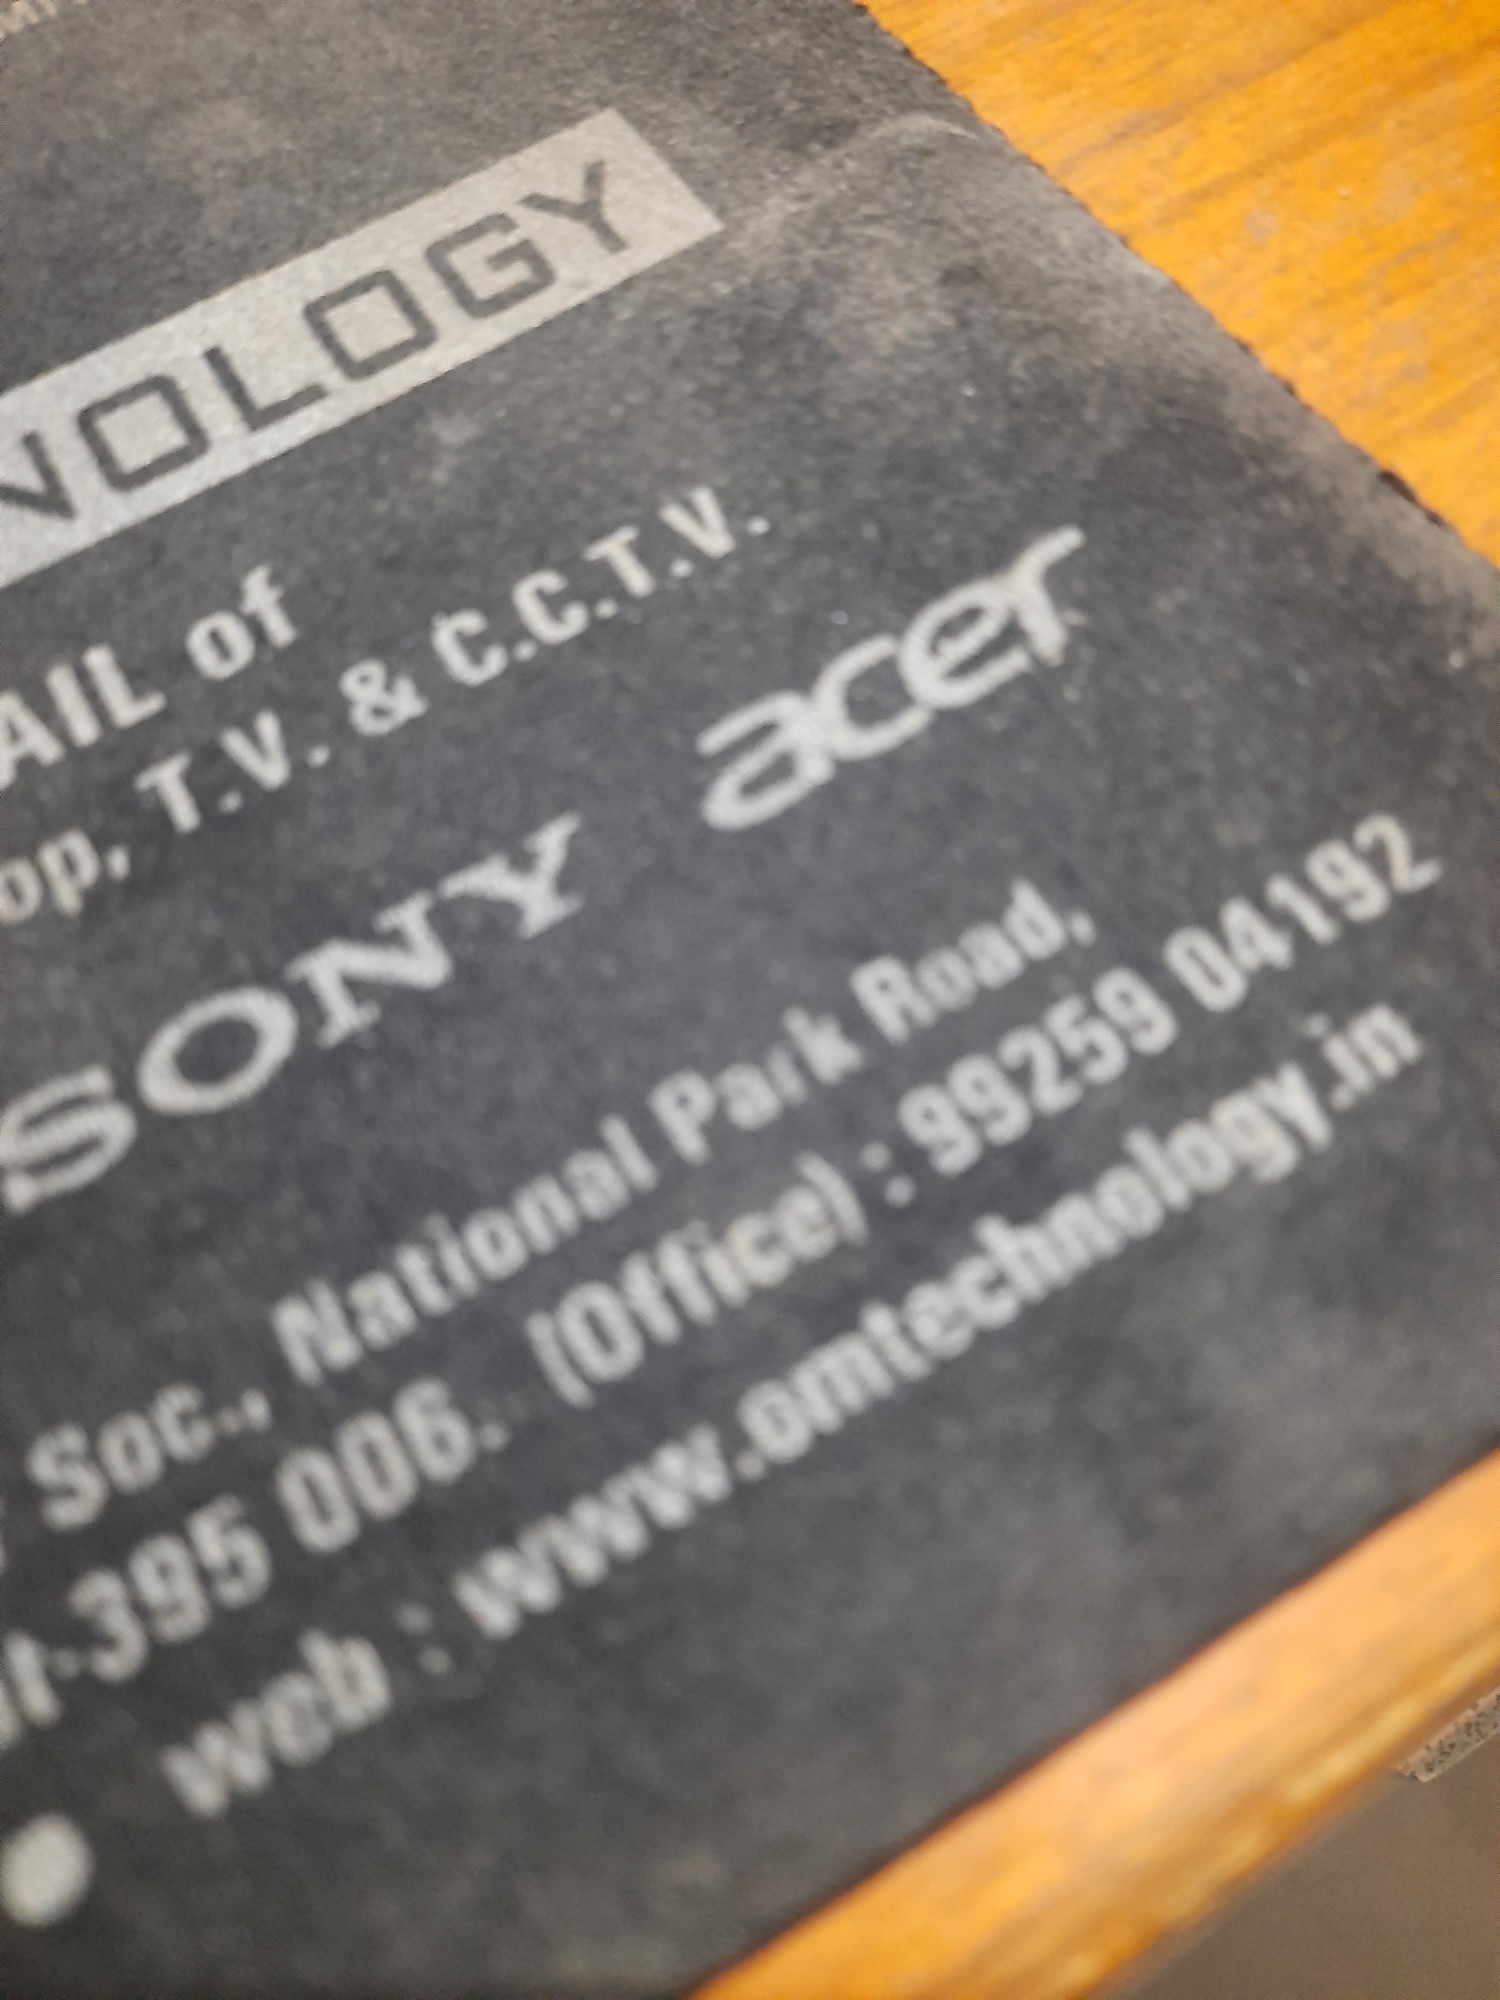 NOLOGY
AIL of
op, T.V. & C.C.T.V.
SONY acer
Soc., National Park Road,
t-395 006. (Office) : 99259 04192
web : www.omtechnology.in